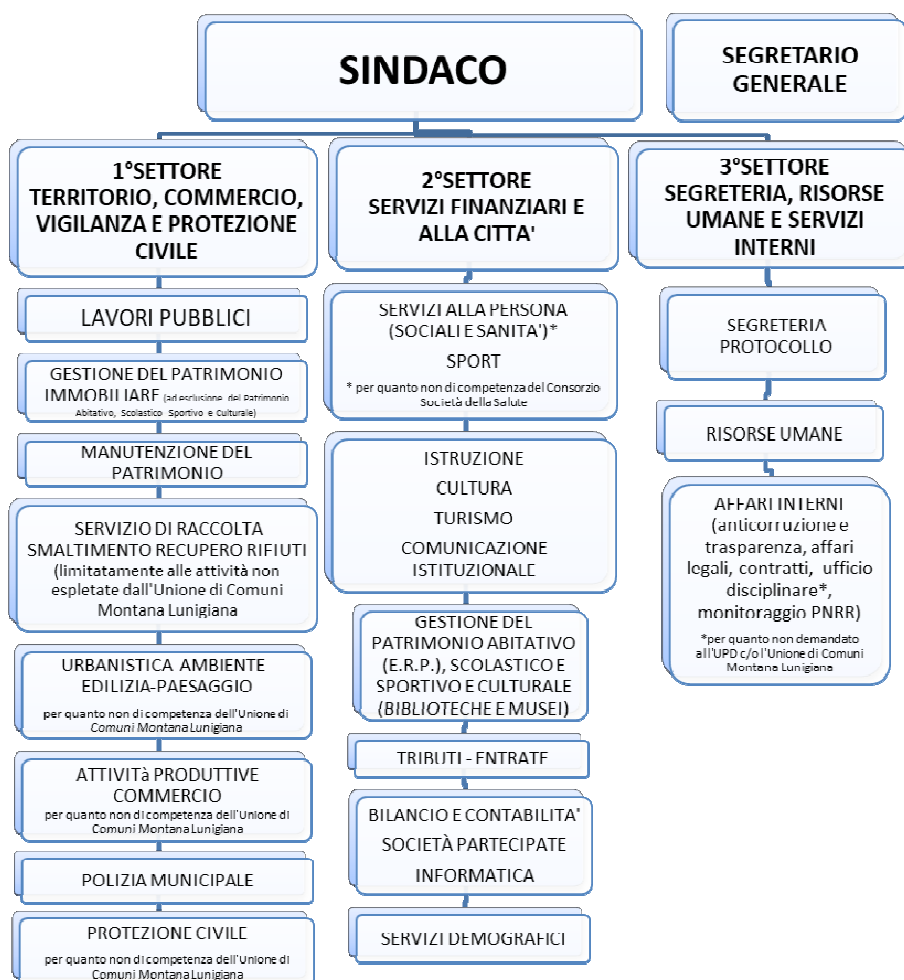 SINDACO
SEGRETARIO
GENERALE
1°SETTORE
TERRITORIO, COMMERCIO,
VIGILANZA E PROTEZIONE
CIVILE
LAVORI PUBBLICI
GESTIONE DEL PATRIMONIO
IMMOBILIARE (ad esclusione del Patrimonio
Abitativo, Scolastico Sportivo e Culturale)
MANUTENZIONE DEL
PATRIMONIO
SERVIZIO DI RACCOLTA
SMALTIMENTO RECUPERO RIFIUTI
(limitatamente alle attività non
espletate dall'Unione di Comuni
Montana Lunigiana
URBANISTICA AMBIENTE
EDILIZIA-PAESAGGIO
per quanto non di competenza dell'Unione di
Comuni Montana Lunigiana
ATTIVITà PRODUTTIVE
COMMERCIO
per quanto non di competenza dell'Unione di
Comuni Montana Lunigiana
POLIZIA MUNICIPALE
PROTEZIONE CIVILE
per quanto non di competenza dell'Unione di
Comuni Montana Lunigiana
2°SETTORE
SERVIZI FINANZIARI E
ALLA CITTA'
SERVIZI ALLA PERSONA
(SOCIALI E SANITA')*
SPORT
* per quanto non di competenza del Consorzio
Società della Salute
ISTRUZIONE
CULTURA
TURISMO
COMUNICAZIONE
ISTITUZIONALE
GESTIONE DEL
PATRIMONIO ABITATIVO
(E.R.P.), SCOLASTICO E
SPORTIVO E CULTURALE
(BIBLIOTECHE E MUSEI)
TRIBUTI - ENTRATE
BILANCIO E CONTABILITA'
SOCIETÀ PARTECIPATE
INFORMATICA
SERVIZI DEMOGRAFICI
3°SETTORE
SEGRETERIA, RISORSE
UMANE E SERVIZI
INTERNI
SEGRETERIA
PROTOCOLLO
RISORSE UMANE
AFFARI INTERNI
(anticorruzione e
trasparenza, affari
legali, contratti, ufficio
disciplinare*,
monitoraggio PNRR)
*per quanto non demandato
all'UPD c/o l'Unione di Comuni
Montana Lunigiana